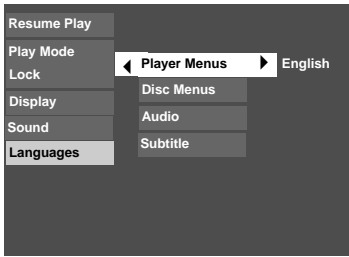 Resume Play
Play Mode
Lock
Display
Sound
Languages
Player Menus
Disc Menus
Audio
Subtitle
English